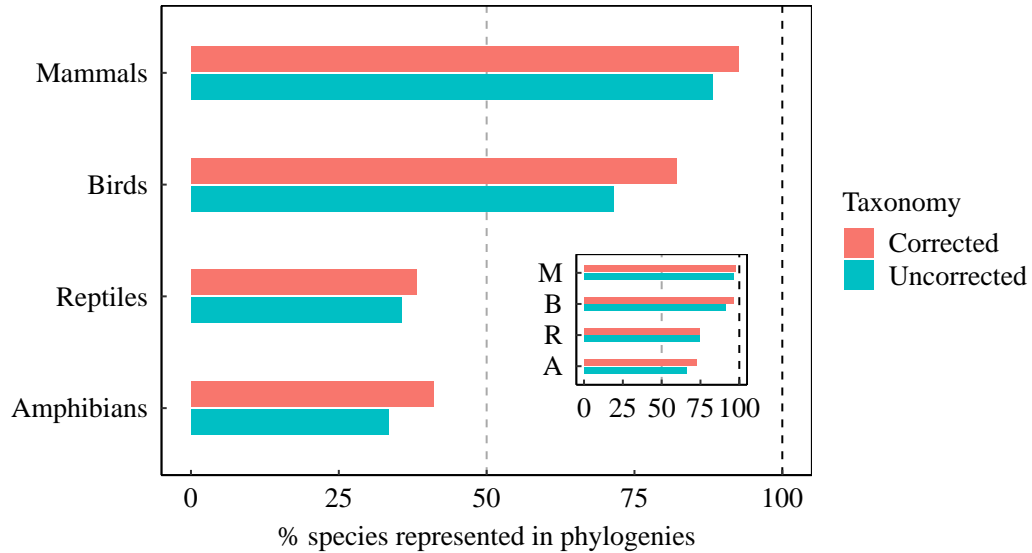 Mammals
Birds
Reptiles
Amphibians
0 25 50 75 100
% species represented in phylogenies
M
B
R
A
0 25 50 75 100
Taxonomy
Corrected
Uncorrected